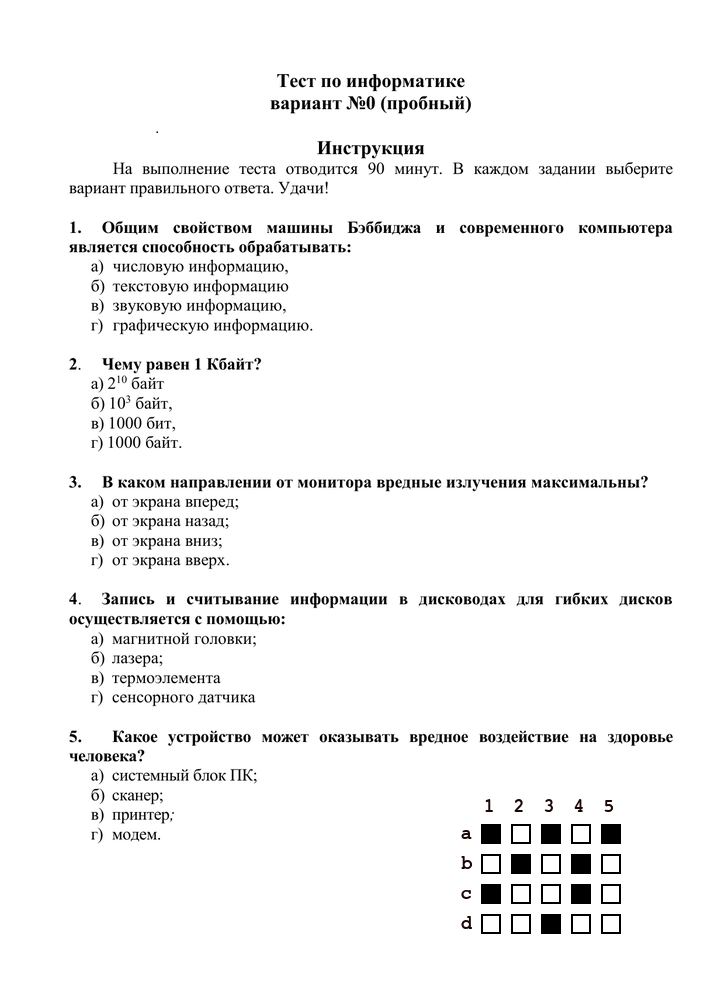 Тест по информатике
вариант №0 (пробный)
.
Инструкция
На выполнение теста отводится 90 минут. В каждом задании выберите
вариант правильного ответа. Удачи!
1. Общим свойством машины Бэббиджа и современного компьютера
является способность обрабатывать:
а) числовую информацию,
б) текстовую информацию
в) звуковую информацию,
г) графическую информацию.
2. Чему равен 1 Кбайт?
а) 2¹⁰ байт
б) 10³ байт,
в) 1000 бит,
г) 1000 байт.
3. В каком направлении от монитора вредные излучения максимальны?
а) от экрана вперед;
б) от экрана назад;
в) от экрана вниз;
г) от экрана вверх.
4. Запись и считывание информации в дисководах для гибких дисков
осуществляется с помощью:
а) магнитной головки;
б) лазера;
в) термоэлемента
г) сенсорного датчика
5. Какое устройство может оказывать вредное воздействие на здоровье
человека?
а) системный блок ПК;
б) сканер;
в) принтер;
г) модем.
1 2 3 4 5
a
b
c
d